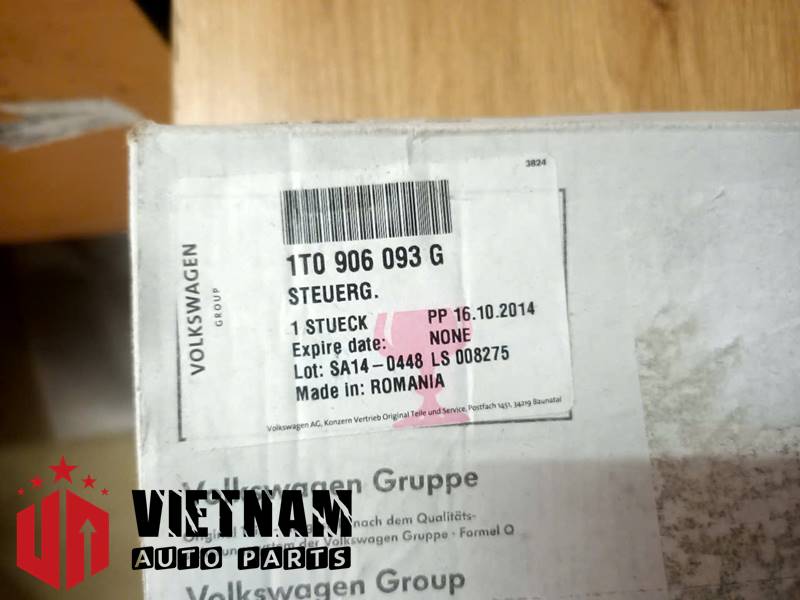 3824
VOLKSWAGEN
GROUP
1T0 906 093 G
STEUERG.
1 STUECK PP 16.10.2014
Expire date: NONE
Lot: SA14-0448 LS 008275
Made in: ROMANIA
Volkswagen AG, Konzern Vertrieb Original Teile und Service, Postfach 1451, 34219 Baunatal
Volkswagen Gruppe
nach dem Qualitäts-
der Volkswagen Gruppe - Formel Q
Volkswagen Group
VIETNAM
AUTO PARTS